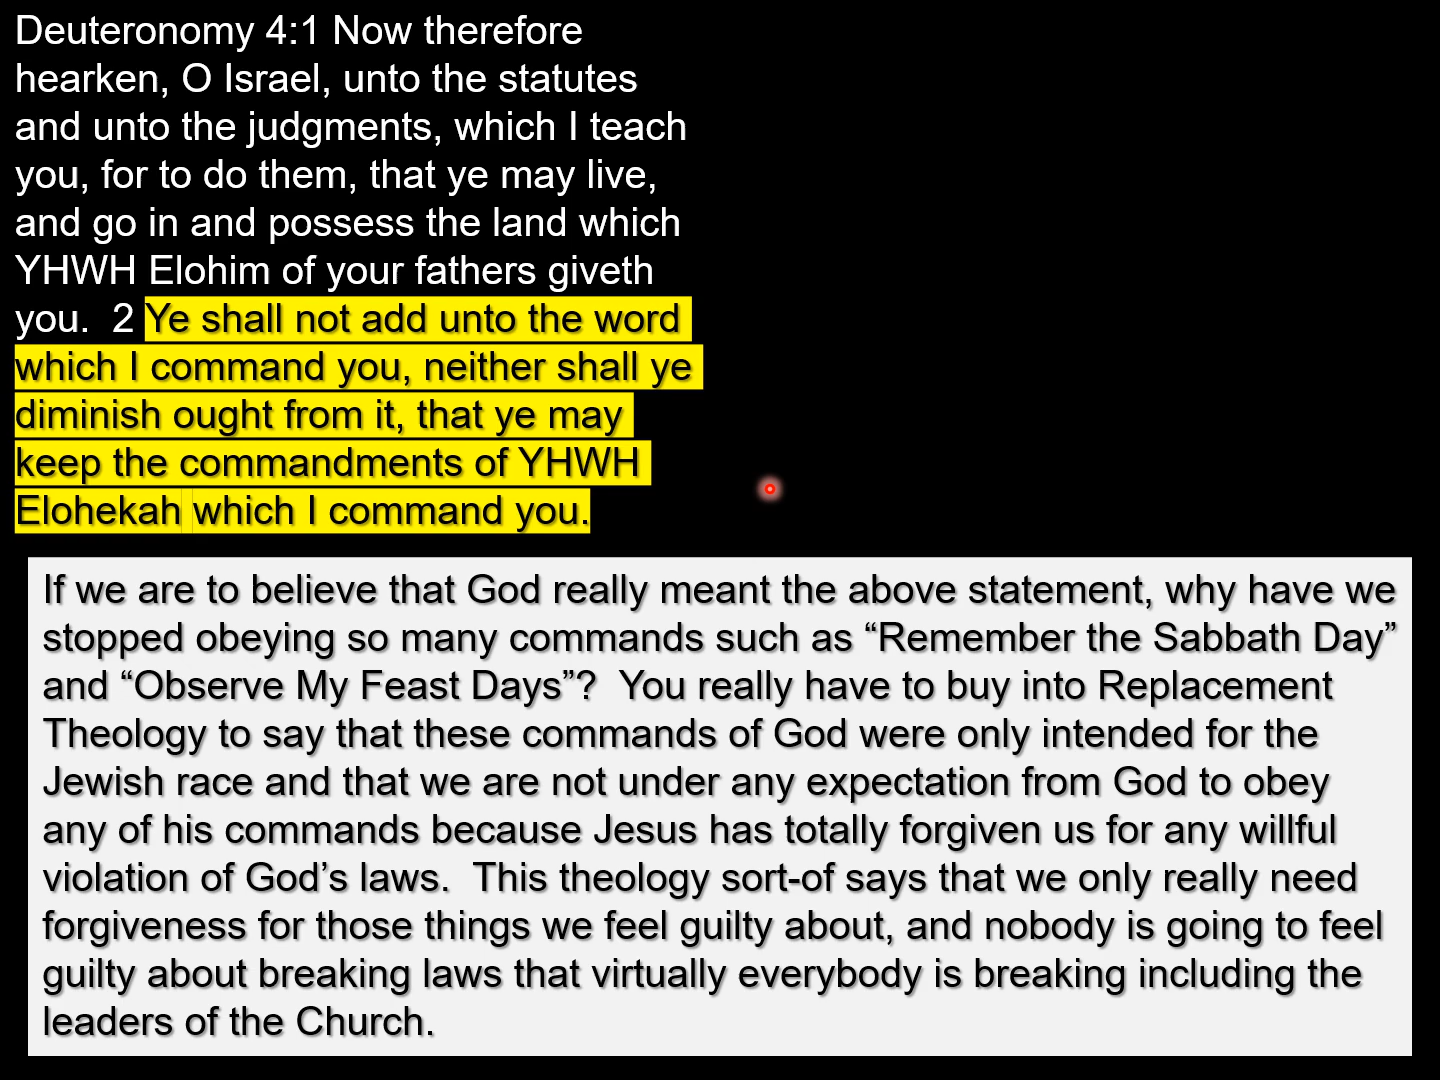 Deuteronomy 4:1 Now therefore
hearken, O Israel, unto the statutes
and unto the judgments, which I teach
you, for to do them, that ye may live,
and go in and possess the land which
YHWH Elohim of your fathers giveth
you.  2 Ye shall not add unto the word
which I command you, neither shall ye
diminish ought from it, that ye may
keep the commandments of YHWH
Elohekah which I command you.
If we are to believe that God really meant the above statement, why have we
stopped obeying so many commands such as “Remember the Sabbath Day”
and “Observe My Feast Days”?  You really have to buy into Replacement
Theology to say that these commands of God were only intended for the
Jewish race and that we are not under any expectation from God to obey
any of his commands because Jesus has totally forgiven us for any willful
violation of God’s laws.  This theology sort-of says that we only really need
forgiveness for those things we feel guilty about, and nobody is going to feel
guilty about breaking laws that virtually everybody is breaking including the
leaders of the Church.